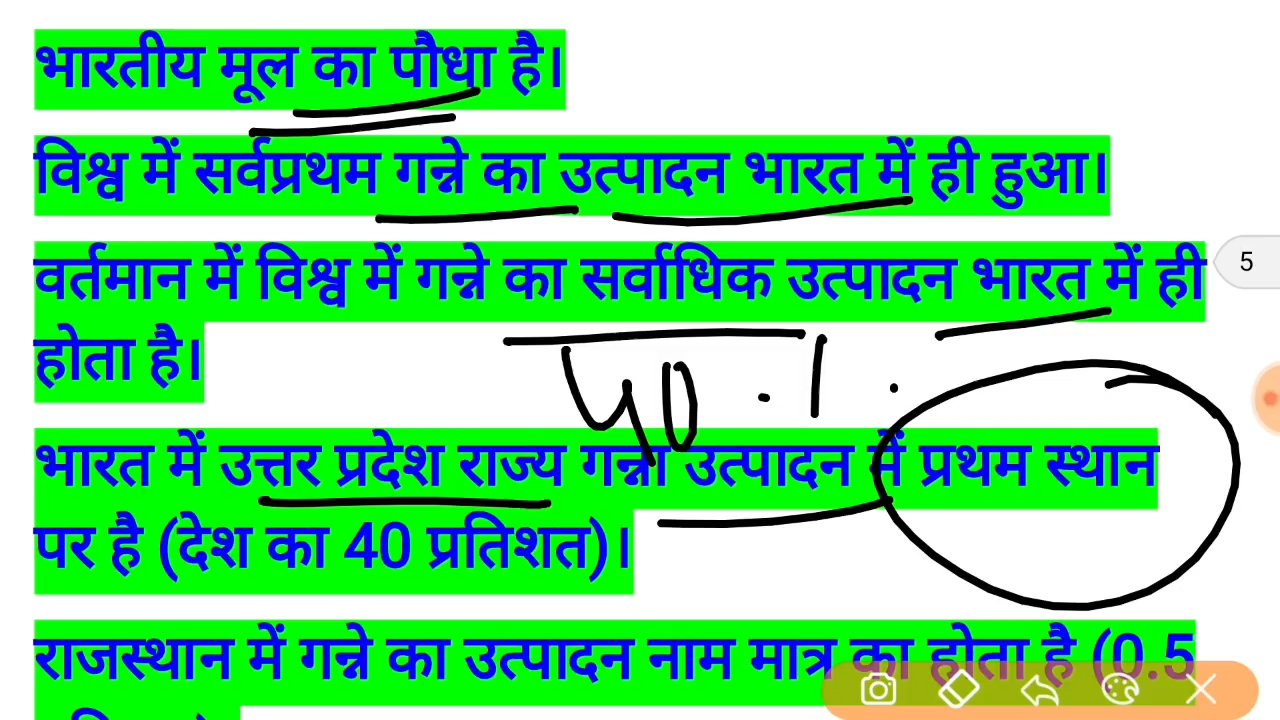 भारतीय मूल का पौधा है।
विश्व में सर्वप्रथम गन्ने का उत्पादन भारत में ही हुआ।
वर्तमान में विश्व में गन्ने का सर्वाधिक उत्पादन भारत में ही
5
होता है।
40 .|.
भारत में उत्तर प्रदेश राज्य गन्ना उत्पादन में प्रथम स्थान
पर है (देश का 40 प्रतिशत)।
राजस्थान में गन्ने का उत्पादन नाम मात्र का होता है (0.5